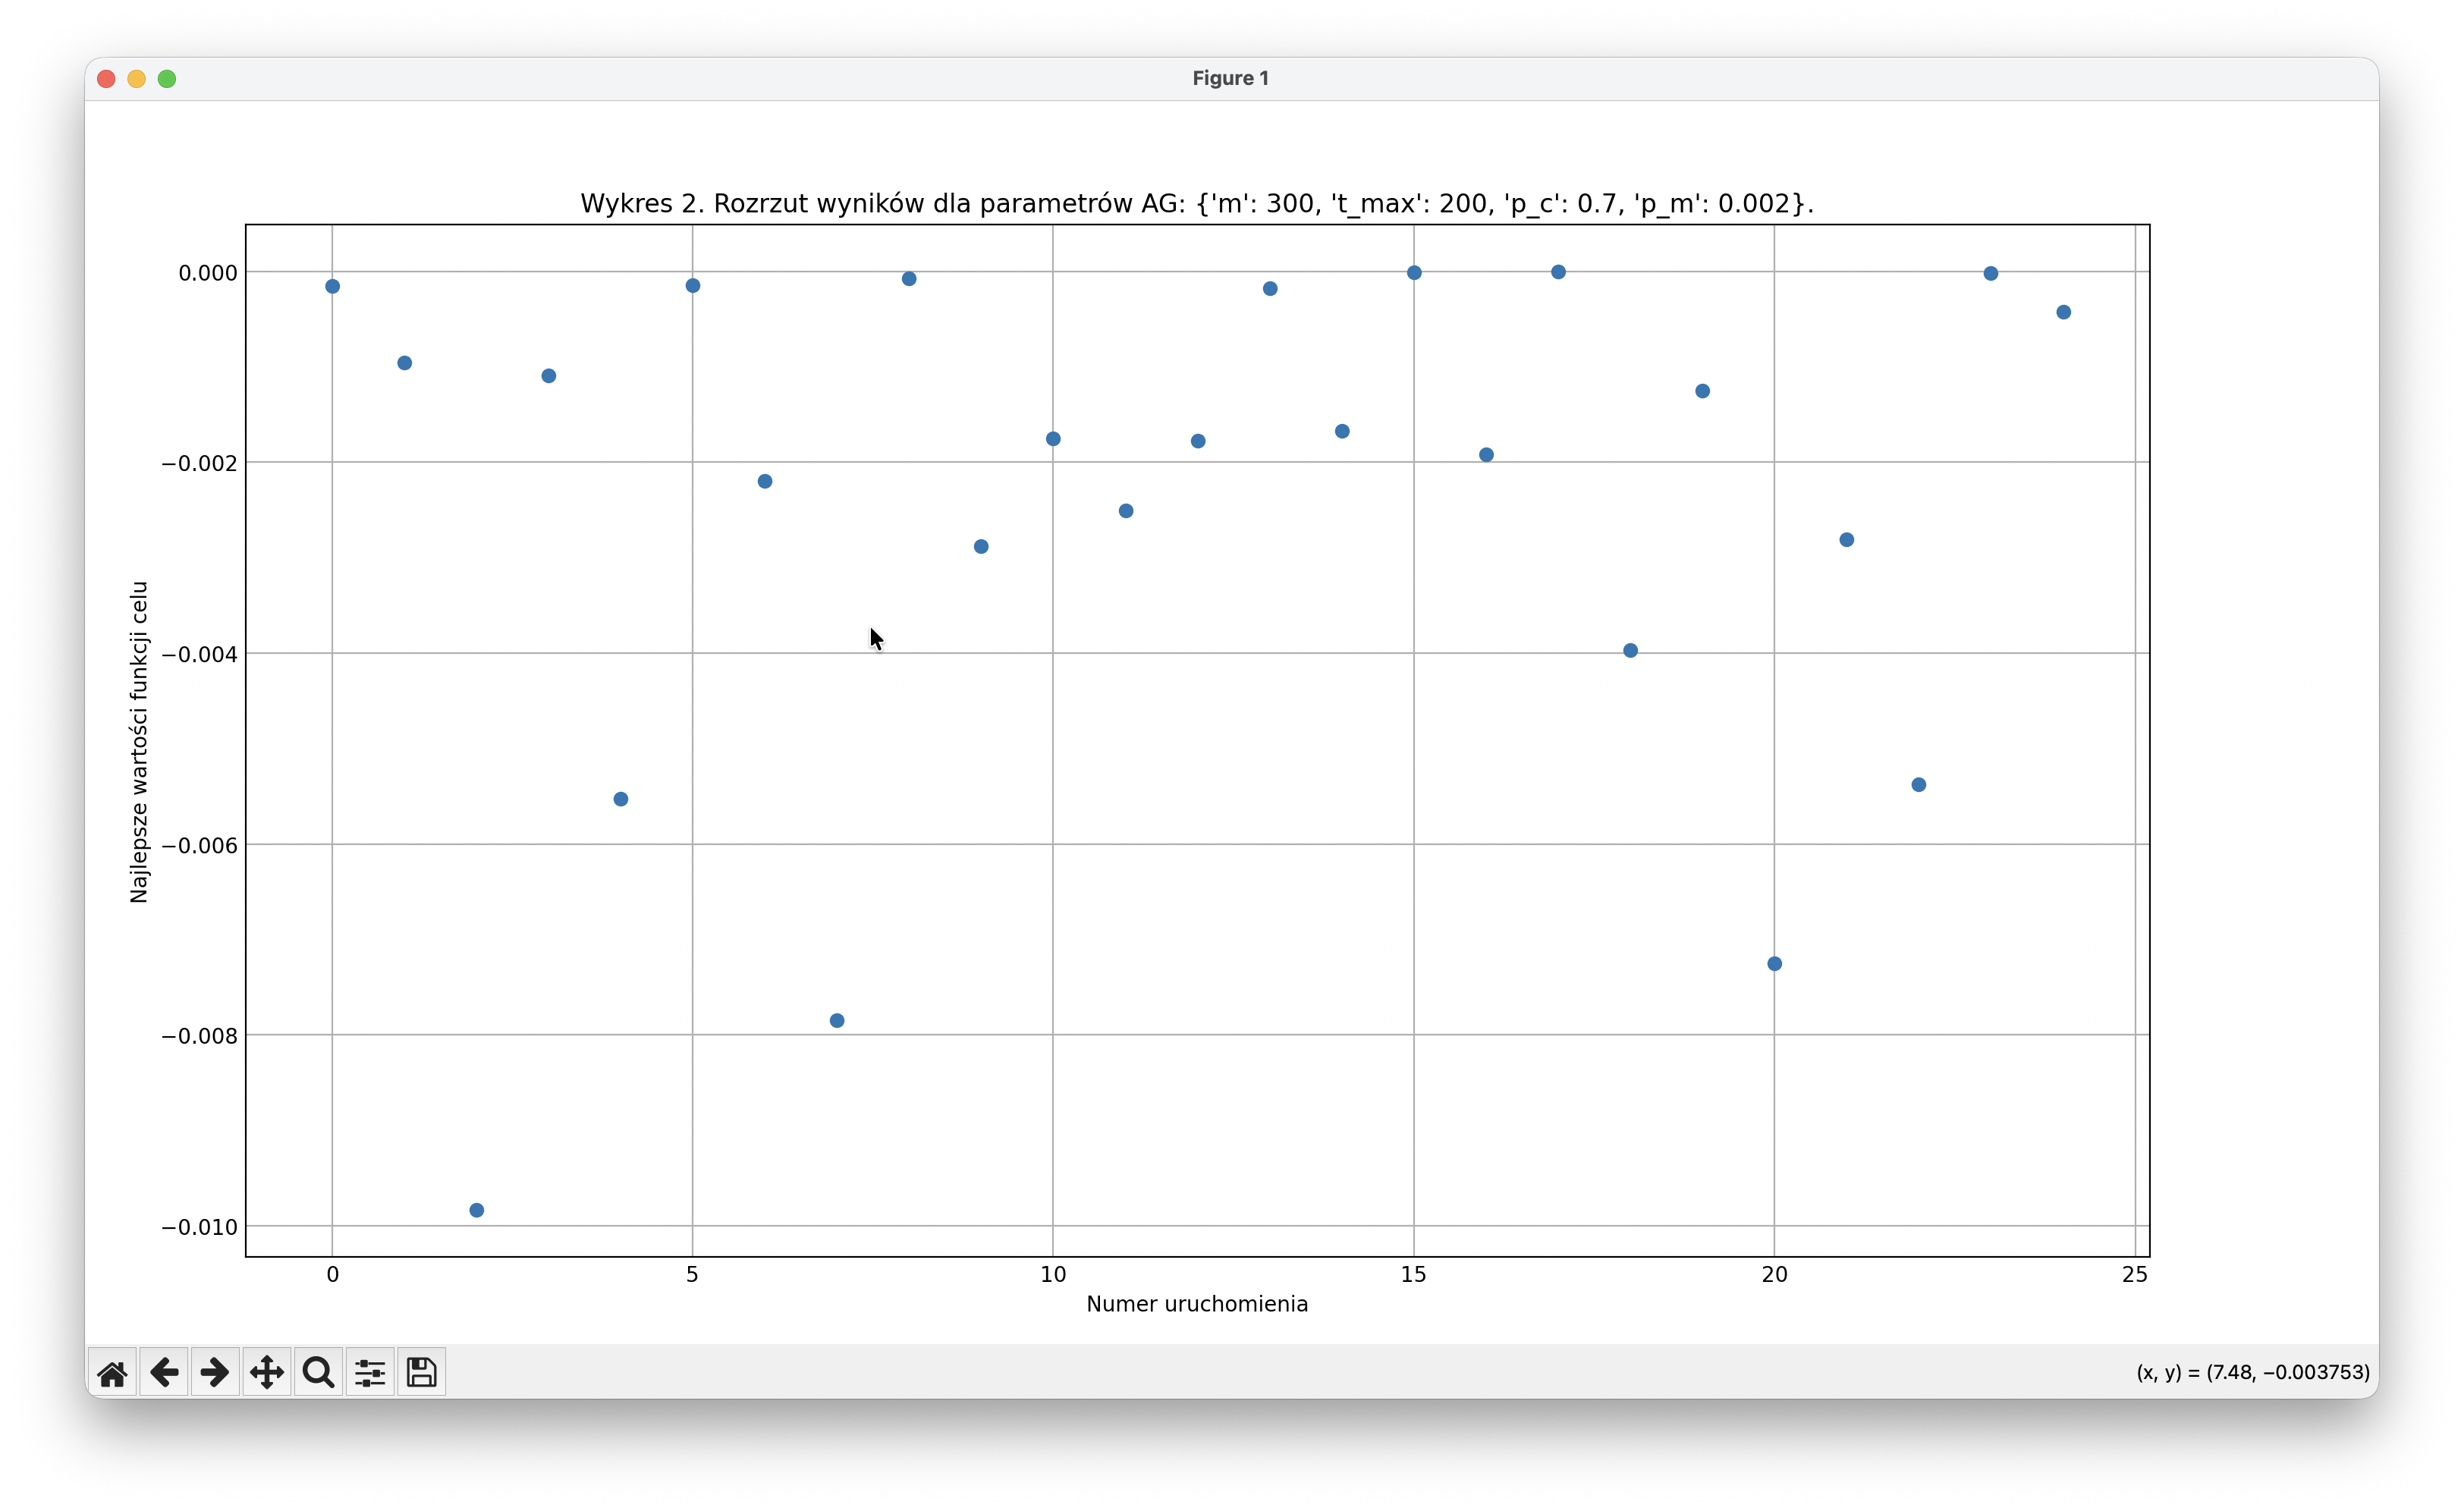 Figure 1
Wykres 2. Rozrzut wyników dla parametrów AG: {'m': 300, 't_max': 200, 'p_c': 0.7, 'p_m': 0.002}.
Najlepsze wartości funkcji celu
0.000
−0.002
−0.004
−0.006
−0.008
−0.010
0 5 10 15 20 25
Numer uruchomienia
(x, y) = (7.48, −0.003753)